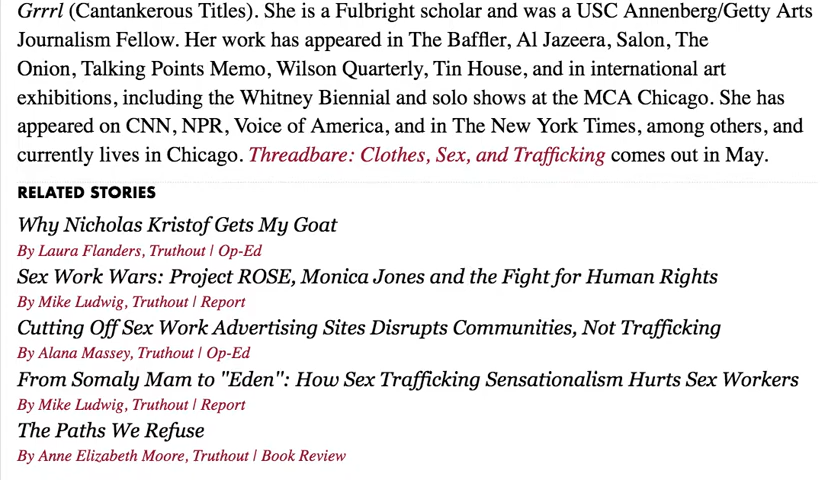 Grrrl (Cantankerous Titles). She is a Fulbright scholar and was a USC Annenberg/Getty Arts
Journalism Fellow. Her work has appeared in The Baffler, Al Jazeera, Salon, The
Onion, Talking Points Memo, Wilson Quarterly, Tin House, and in international art
exhibitions, including the Whitney Biennial and solo shows at the MCA Chicago. She has
appeared on CNN, NPR, Voice of America, and in The New York Times, among others, and
currently lives in Chicago. Threadbare: Clothes, Sex, and Trafficking comes out in May.
RELATED STORIES
Why Nicholas Kristof Gets My Goat
By Laura Flanders, Truthout | Op-Ed
Sex Work Wars: Project ROSE, Monica Jones and the Fight for Human Rights
By Mike Ludwig, Truthout | Report
Cutting Off Sex Work Advertising Sites Disrupts Communities, Not Trafficking
By Alana Massey, Truthout | Op-Ed
From Somaly Mam to "Eden": How Sex Trafficking Sensationalism Hurts Sex Workers
By Mike Ludwig, Truthout | Report
The Paths We Refuse
By Anne Elizabeth Moore, Truthout | Book Review